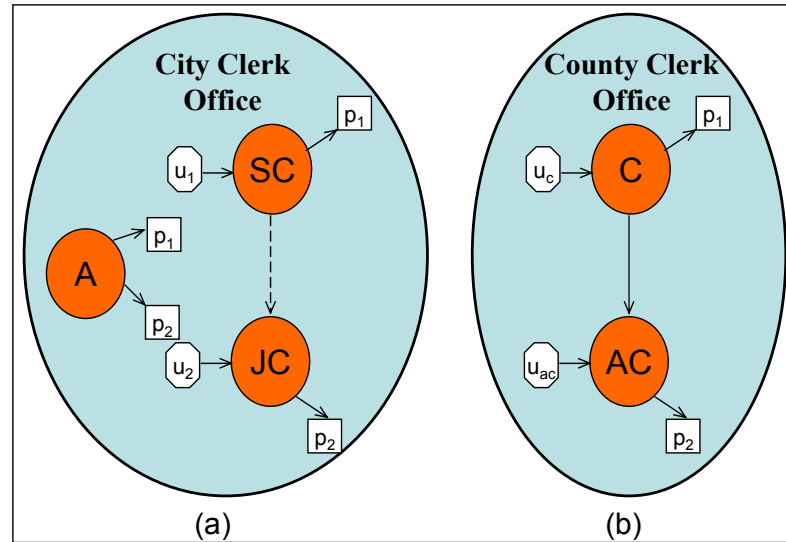 City Clerk
Office
p1
u1
SC
A
p1
p2
u2
JC
p2
(a)
County Clerk
Office
p1
uc
C
uac
AC
p2
(b)